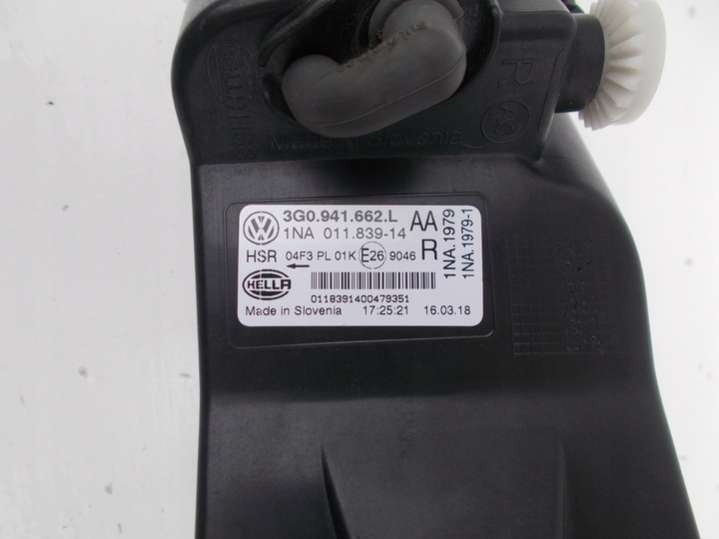 3G0.941.662.L AA
1NA 011.839-14
HSR 04F3 PL 01K E26 9046 R
HELLA
0118391400479351
Made in Slovenia 17:25:21 16.03.18
1NA.1979
1NA.1979-1
R